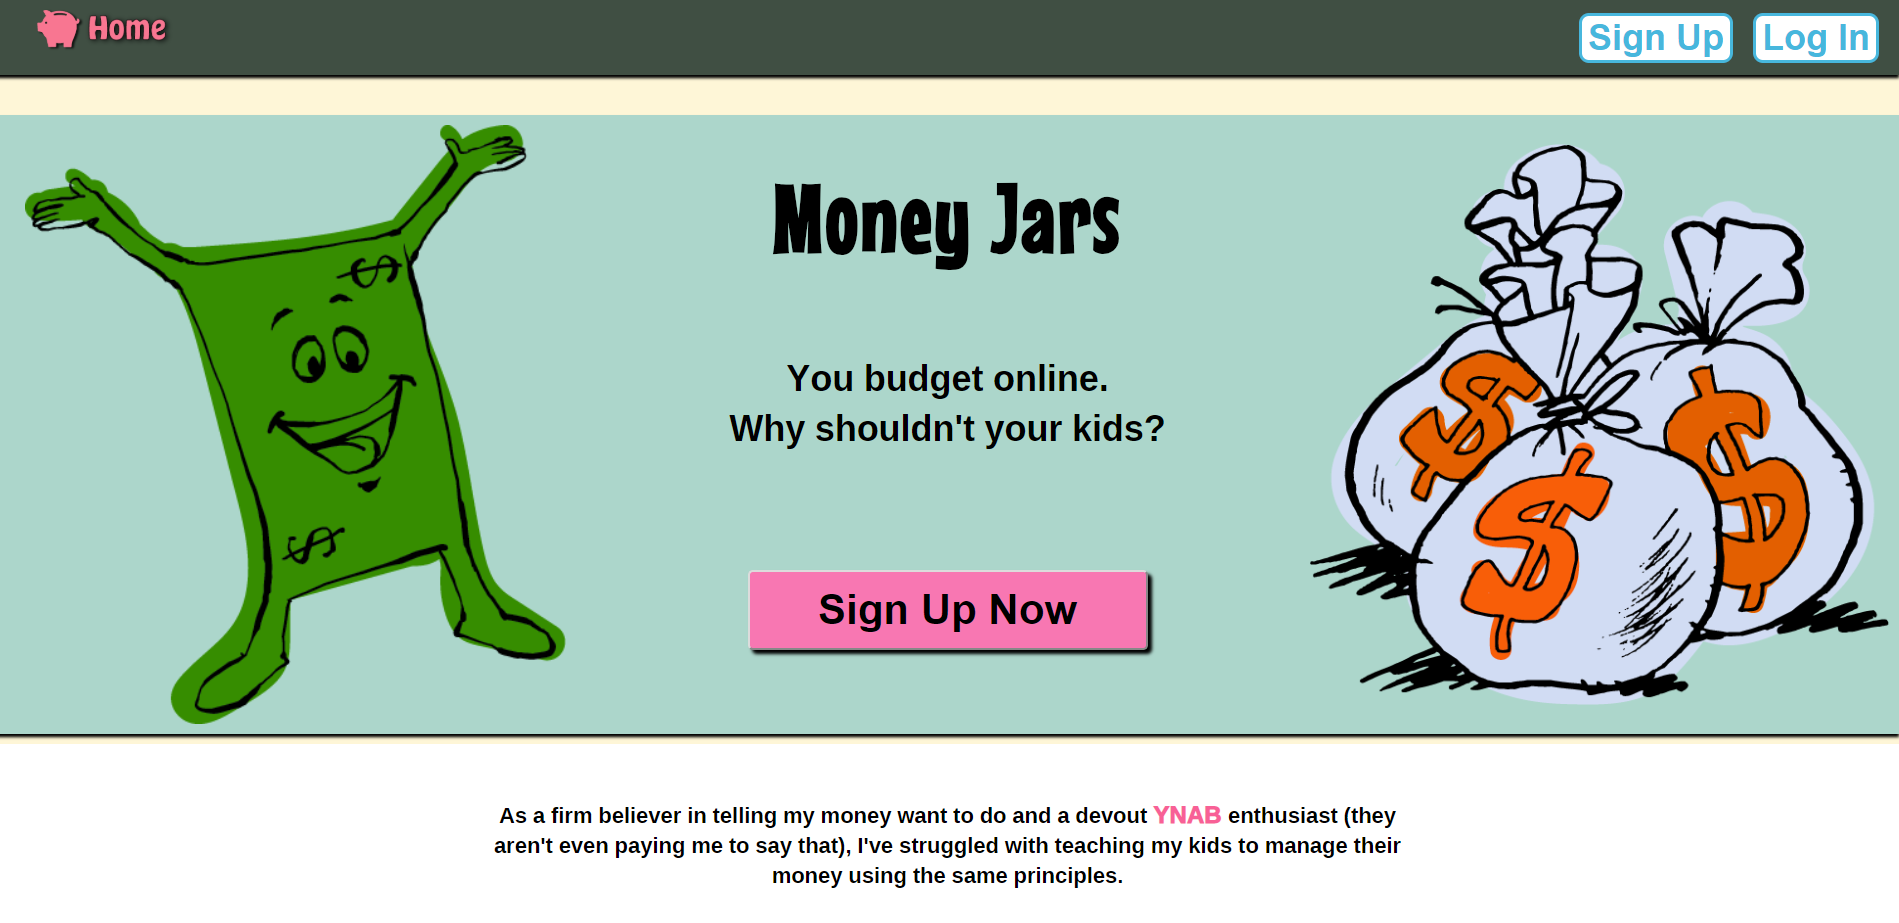 Home
Sign Up
Log In
Money Jars
You budget online.
Why shouldn't your kids?
Sign Up Now
As a firm believer in telling my money want to do and a devout YNAB enthusiast (they
aren't even paying me to say that), I've struggled with teaching my kids to manage their
money using the same principles.
$
$
$
$
$